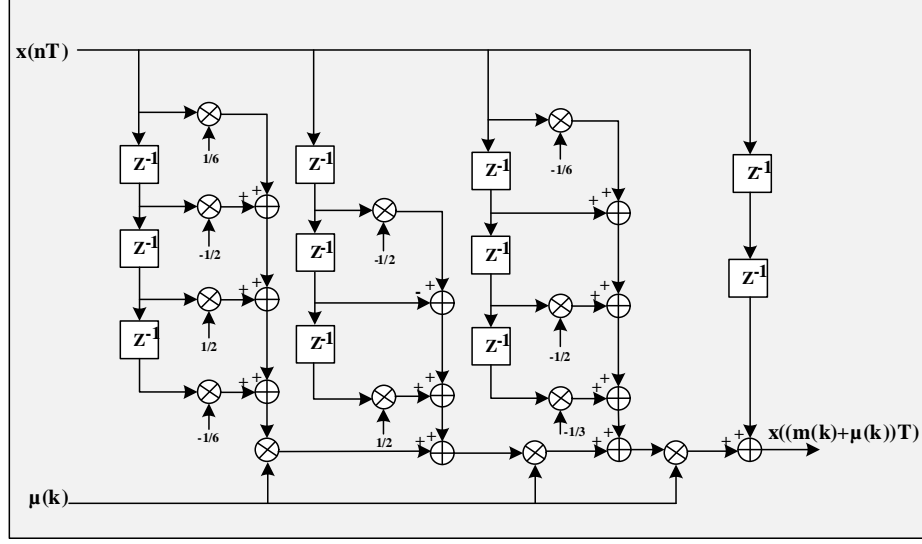 x(nT)
1/6
-1/6
Z-1
Z-1
Z-1
Z-1
+
+
+
+
-1/2
-1/2
Z-1
Z-1
Z-1
Z-1
+
+
-
+
+
+
1/2
-1/2
Z-1
Z-1
Z-1
+
+
+
+
+
+
-1/6
1/2
-1/3
+
+
+
+
+
+
x((m(k)+μ(k))T)
μ(k)